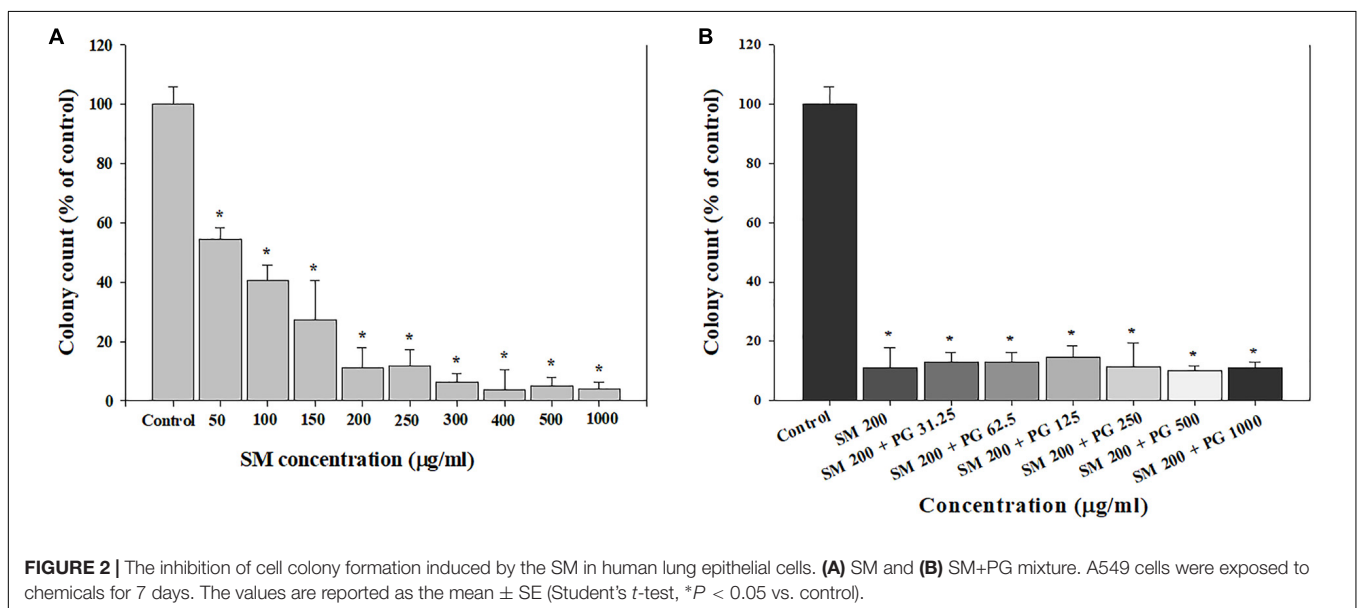 A
120
100
80
60
40
20
0
Colony count (% of control)
* * * * * * * * *
Control 50 100 150 200 250 300 400 500 1000
SM concentration (µg/ml)
B
120
100
80
60
40
20
0
Colony count (% of control)
* * * * * * *
Control
SM 200
SM 200 + PG 31.25
SM 200 + PG 62.5
SM 200 + PG 125
SM 200 + PG 250
SM 200 + PG 500
SM 200 + PG 1000
Concentration (µg/ml)
FIGURE 2 | The inhibition of cell colony formation induced by the SM in human lung epithelial cells. (A) SM and (B) SM+PG mixture. A549 cells were exposed to
chemicals for 7 days. The values are reported as the mean ± SE (Student's t-test, *P < 0.05 vs. control).